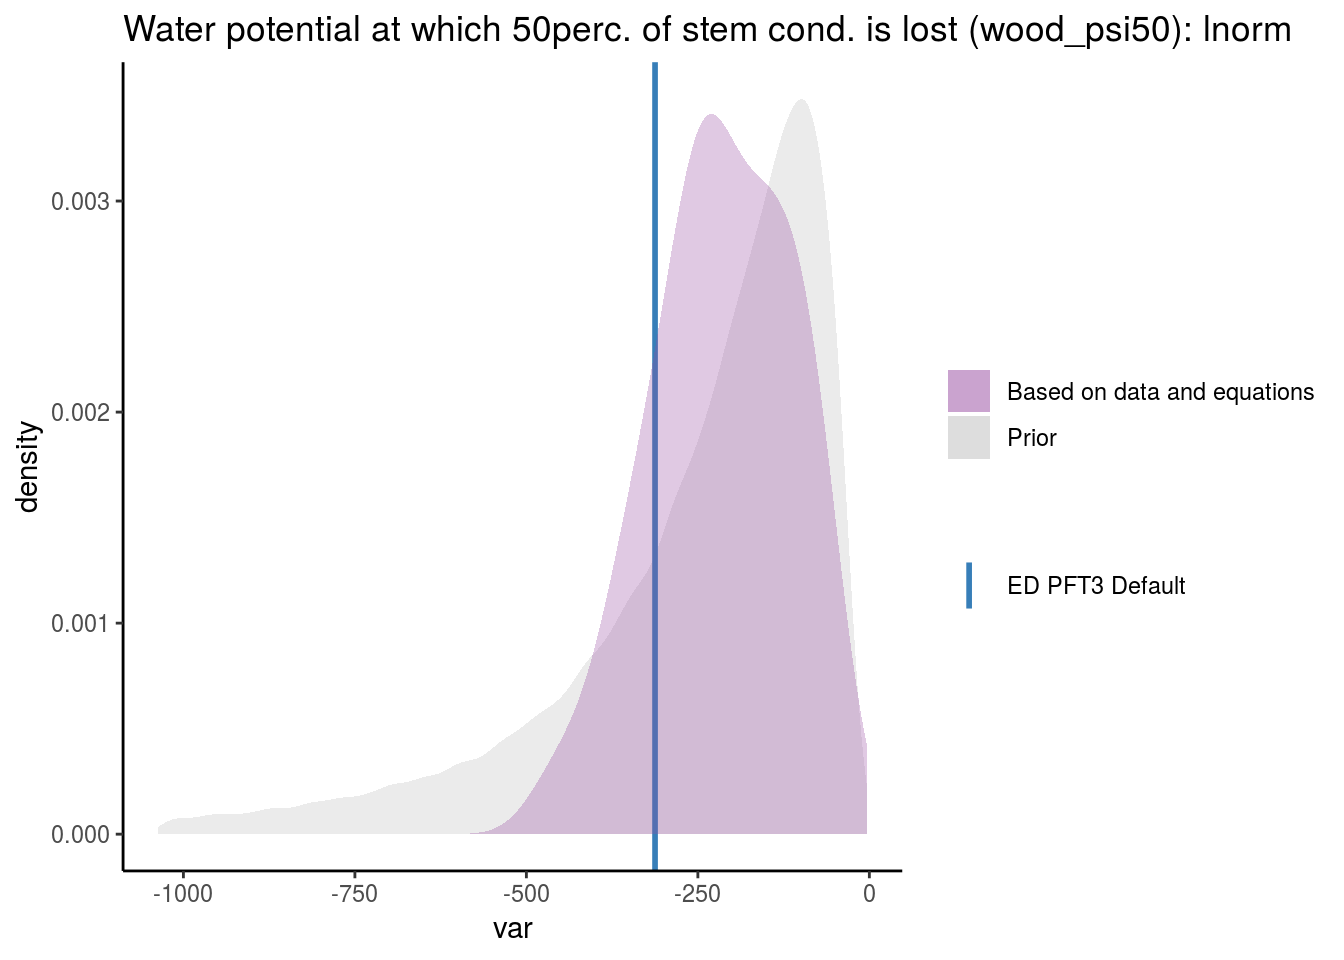 Water potential at which 50perc. of stem cond. is lost (wood_psi50): lnorm
density
0.003
0.002
0.001
0.000
-1000
-750
-500
-250
0
var
Based on data and equations
Prior
ED PFT3 Default